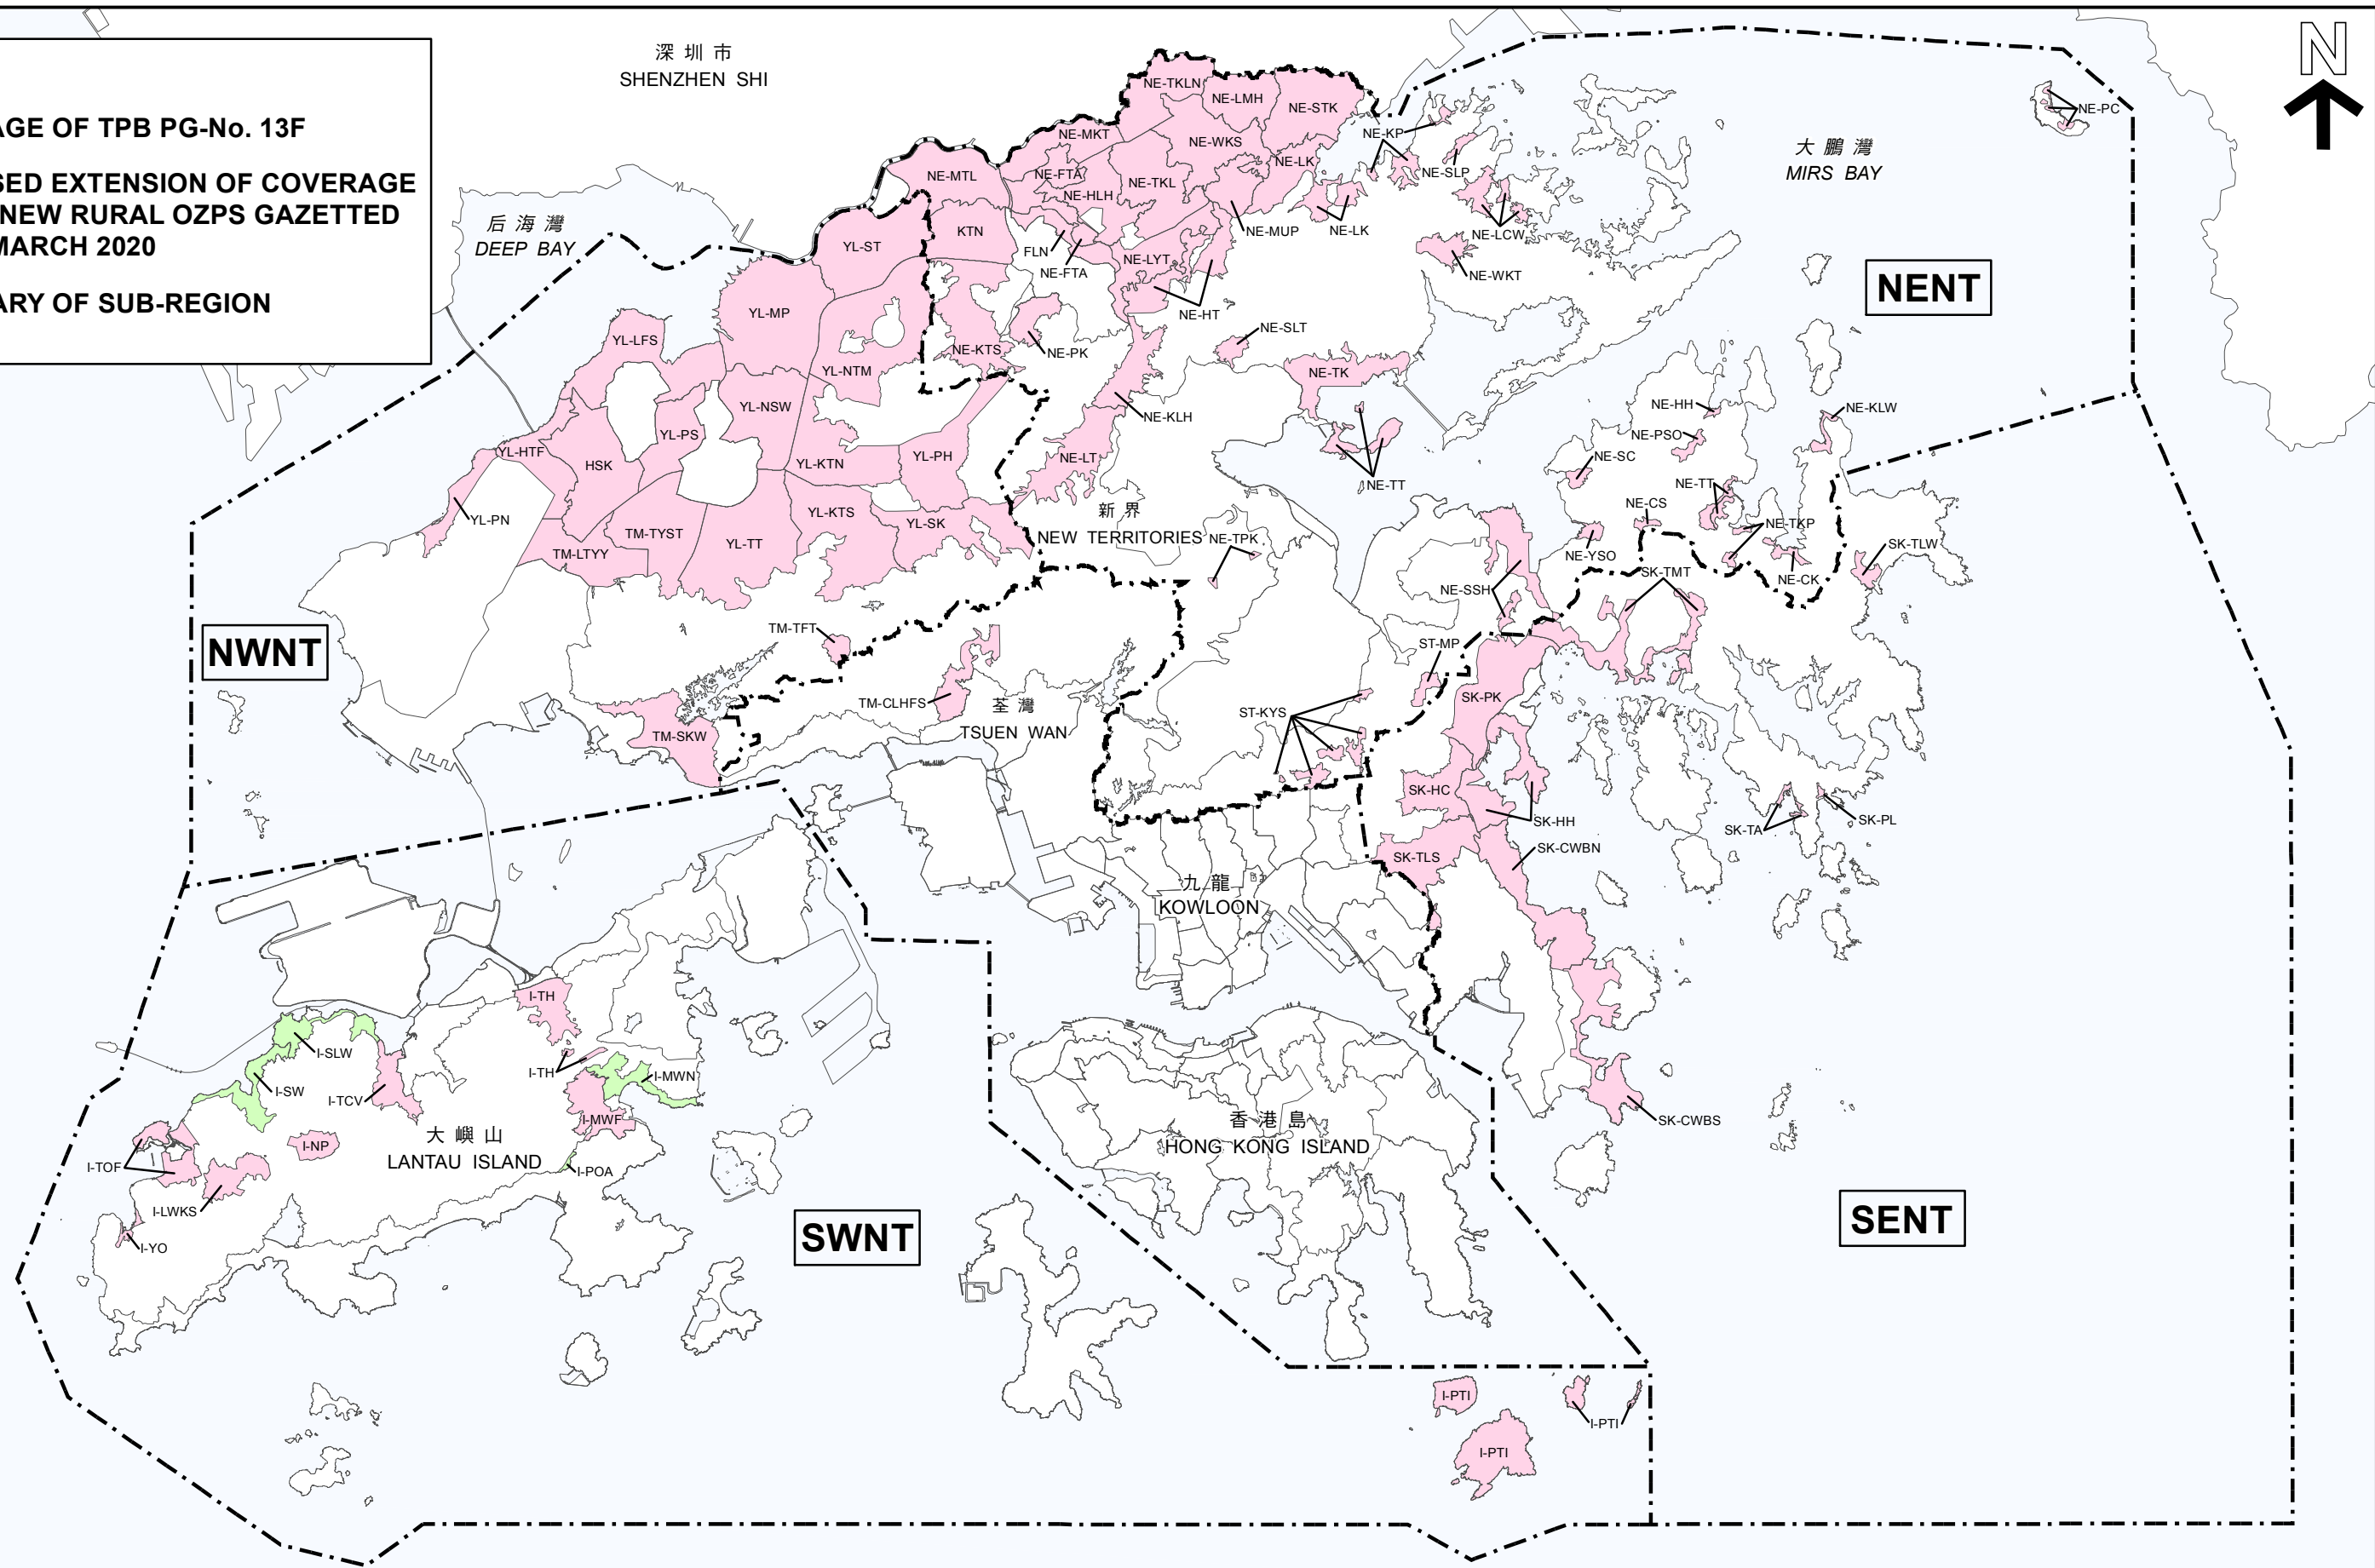 深圳市
SHENZHEN SHI
AGE OF TPB PG-No. 13F
SED EXTENSION OF COVERAGE
NEW RURAL OZPS GAZETTED
MARCH 2020
ARY OF SUB-REGION
N
后海灣
DEEP BAY
大鵬灣
MIRS BAY
NE-TKLN
NE-LMH
NE-STK
NE-PC
NE-MKT
NE-WKS
NE-KP
NE-LK
NE-SLP
NE-MTL
NE-FTA
NE-TKL
NE-HLH
NE-MUP
NE-LK
NE-LCW
KTN
YL-ST
FLN
NE-FTA
NE-LYT
NE-WKT
NENT
YL-MP
NE-HT
NE-SLT
YL-LFS
NE-KTS
NE-PK
YL-NTM
NE-TK
YL-NSW
NE-KLH
NE-HH
NE-KLW
YL-PS
NE-PSO
YL-HTF
HSK
YL-KTN
YL-PH
NE-LT
NE-SC
NE-TT
NE-TT
YL-PN
YL-KTS
YL-SK
新界
NEW TERRITORIES
NE-CS
NE-TKP
TM-TYST
YL-TT
TM-LTYY
NE-TPK
NE-YSO
SK-TLW
SK-TMT
NE-CK
NE-SSH
TM-TFT
NWNT
ST-MP
TM-CLHFS
荃灣
TSUEN WAN
SK-PK
ST-KYS
TM-SKW
SK-HC
SK-HH
SK-TA
SK-PL
SK-CWBN
SK-TLS
九龍
KOWLOON
I-TH
I-SLW
I-TH
I-MWN
I-SW
I-TCV
I-MWF
香港島
HONG KONG ISLAND
SK-CWBS
大嶼山
LANTAU ISLAND
I-NP
I-TOF
I-POA
I-LWKS
I-YO
SWNT
SENT
I-PTI
I-PTI
I-PTI